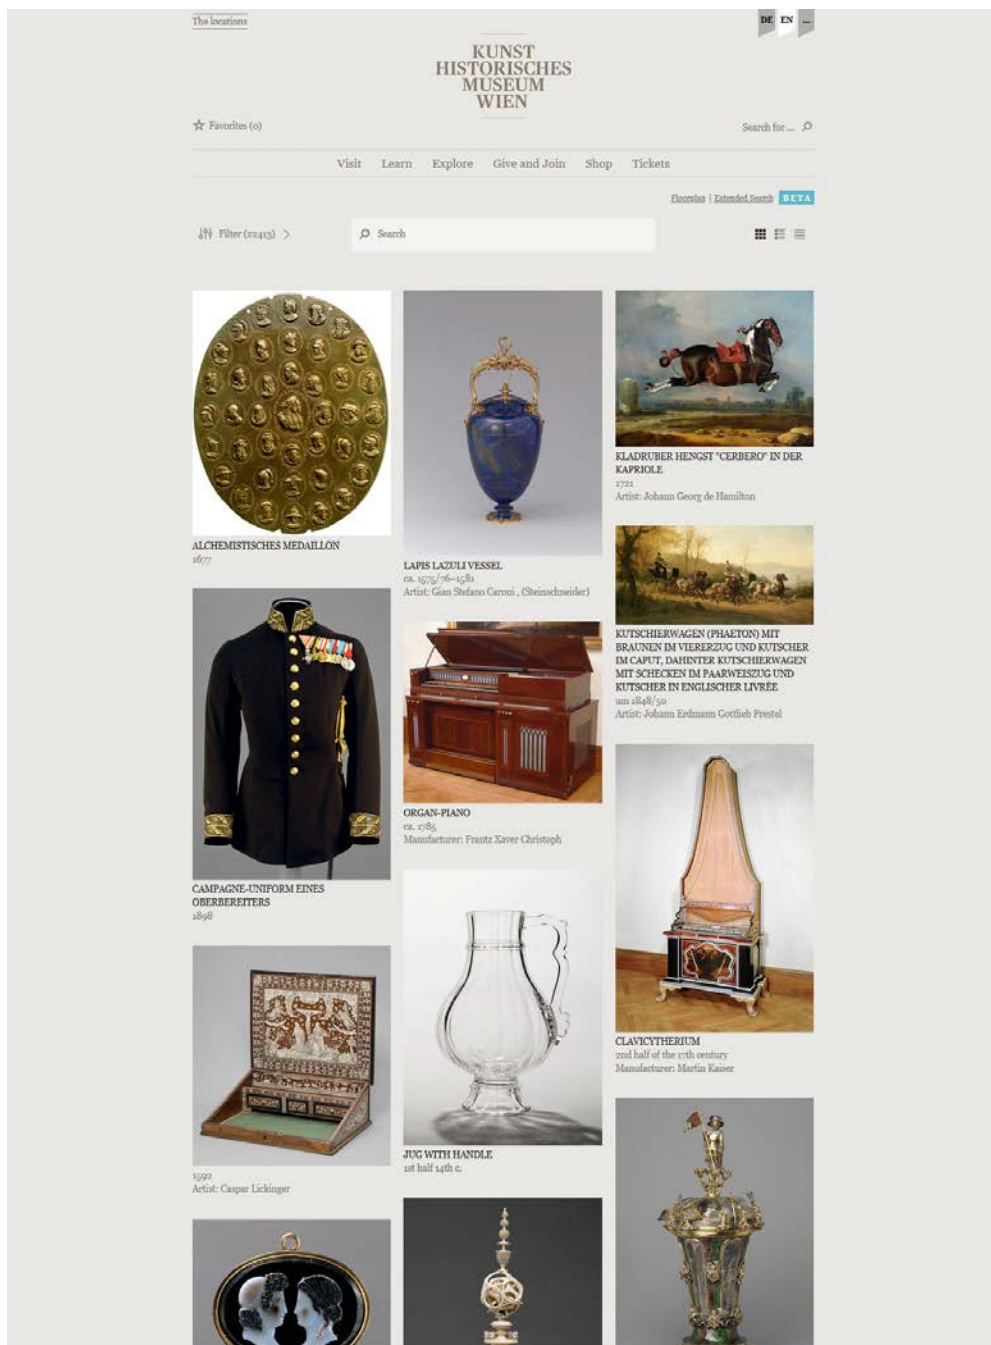 The locations
DE EN ...
KUNST
HISTORISCHES
MUSEUM
WIEN
Favorites (0)
Search for ...
Visit Learn Explore Give and Join Shop Tickets
Floorplan | Extended Search BETA
Filter (22413)
Search
ALCHEMISTISCHES MEDAILLON
1677
CAMPAGNE-UNIFORM EINES
OBERBEREITERS
1898
1592
Artist: Caspar Lickinger
LAPIS LAZULI VESSEL
ca. 1575/76–1581
Artist: Gian Stefano Caroni , (Steinschneider)
ORGAN-PIANO
ca. 1785
Manufacturer: Frantz Xaver Christoph
JUG WITH HANDLE
1st half 14th c.
KLADRUBER HENGST "CERBERO" IN DER
KAPRIOLE
1721
Artist: Johann Georg de Hamilton
KUTSCHIERWAGEN (PHAETON) MIT
BRAUNEN IM VIERERZUG UND KUTSCHER
IM CAPUT, DAHINTER KUTSCHIERWAGEN
MIT SCHECKEN IM PAARWEISZUG UND
KUTSCHER IN ENGLISCHER LIVRÉE
um 1848/50
Artist: Johann Erdmann Gottlieb Prestel
CLAVICYTHERIUM
2nd half of the 17th century
Manufacturer: Martin Kaiser